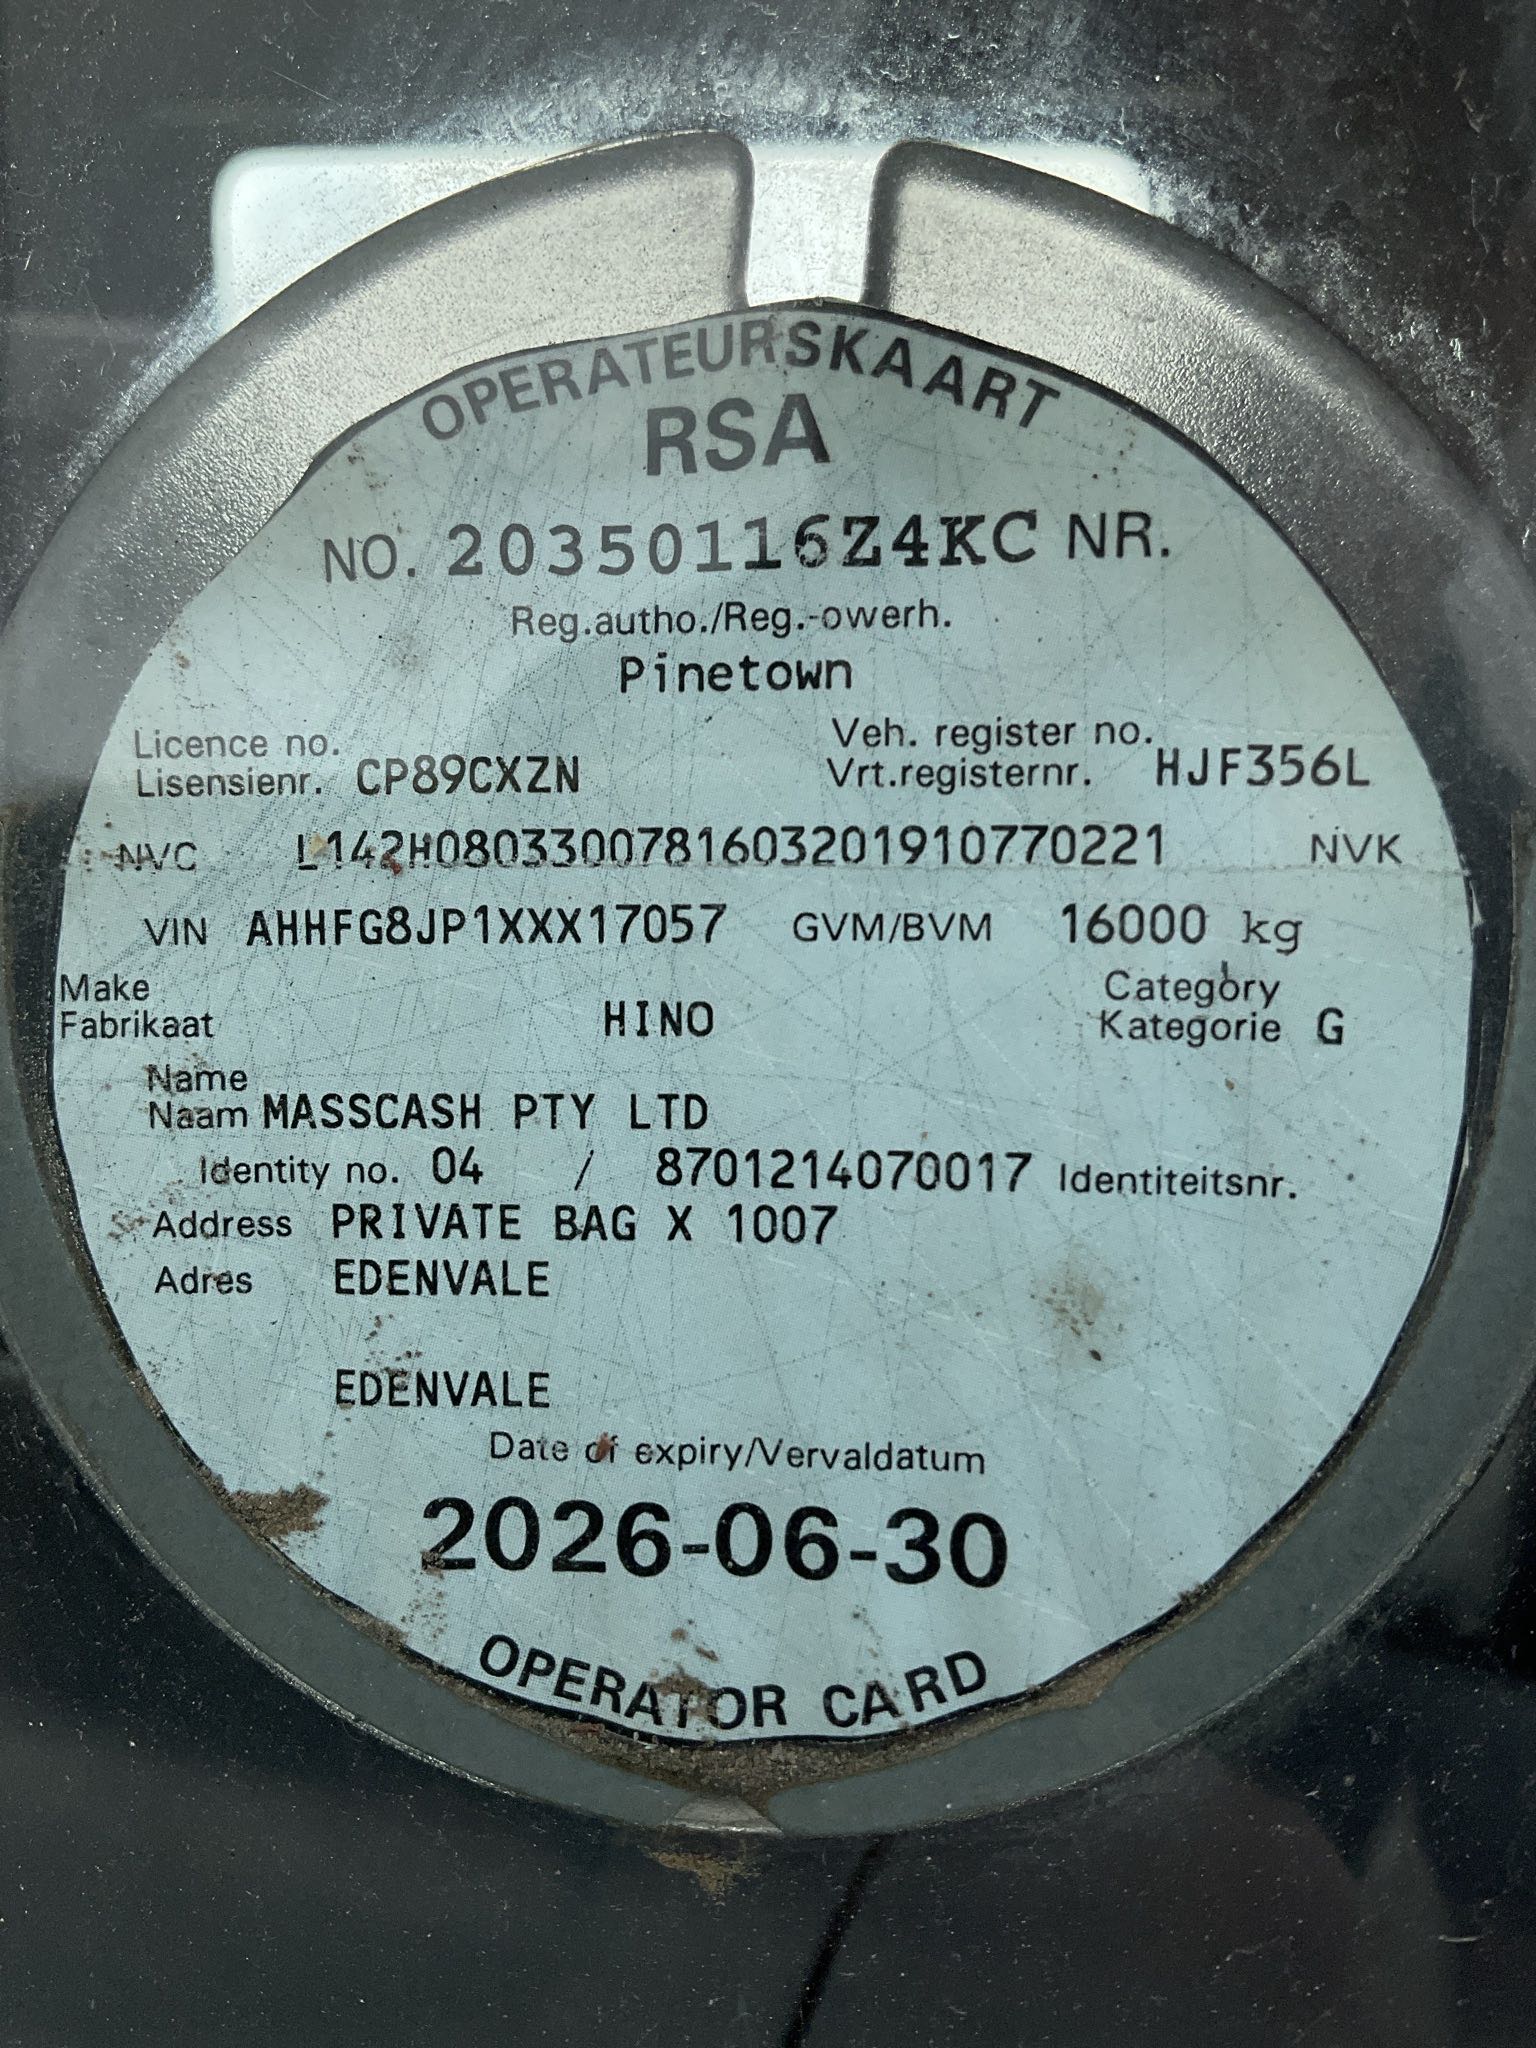 OPERATEURSKAART
RSA
NO. 20350116Z4KC NR.
Reg.autho./Reg.-owerh.
Pinetown
Licence no.
Lisensienr. CP89CXZN
Veh. register no.
Vrt.registernr. HJF356L
NVC L142H0803300781603201910770221 NVK
VIN AHHFG8JP1XXX17057 GVM/BVM 16000 kg
Make
Fabrikaat HINO
Category
Kategorie G
Name
Naam MASSCASH PTY LTD
Identity no. 04 / 8701214070017 Identiteitsnr.
Address PRIVATE BAG X 1007
Adres EDENVALE
EDENVALE
Date of expiry/Vervaldatum
2026-06-30
OPERATOR CARD